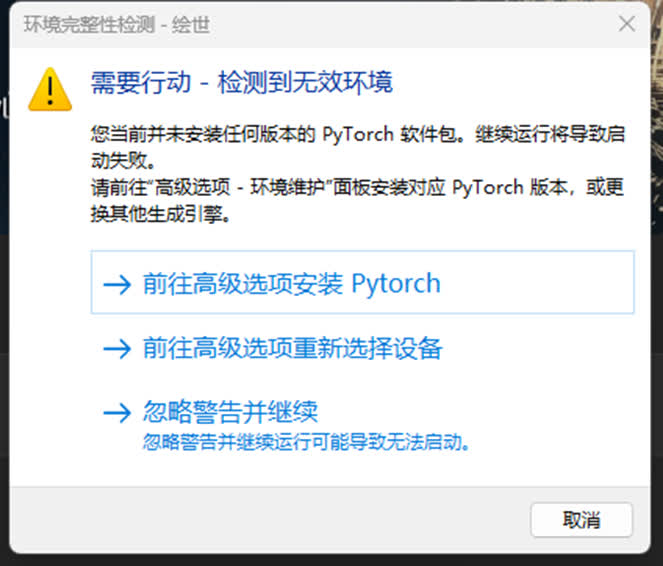 环境完整性检测 - 绘世
需要行动 - 检测到无效环境
您当前并未安装任何版本的 PyTorch 软件包。继续运行将导致启
动失败。
请前往“高级选项 - 环境维护”面板安装对应 PyTorch 版本，或更
换其他生成引擎。
前往高级选项安装 Pytorch
前往高级选项重新选择设备
忽略警告并继续
忽略警告并继续运行可能导致无法启动。
取消